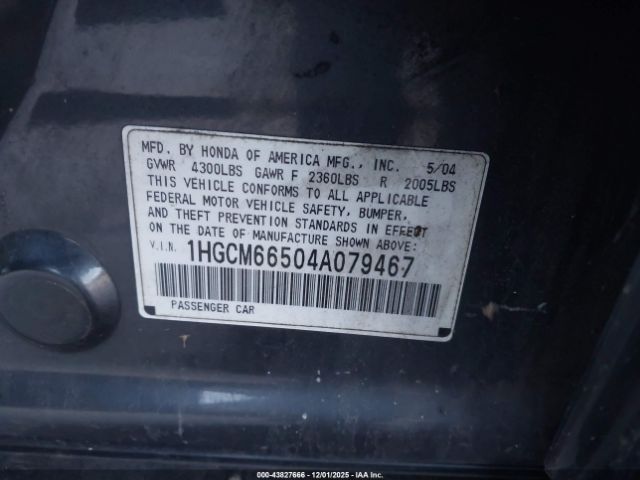 MFD. BY HONDA OF AMERICA MFG., INC. 5/04
GVWR 4300LBS GAWR F 2360LBS R 2005LBS
THIS VEHICLE CONFORMS TO ALL APPLICABLE
FEDERAL MOTOR VEHICLE SAFETY, BUMPER,
AND THEFT PREVENTION STANDARDS IN EFFECT
ON THE DATE OF MANUFACTURE SHOWN ABOVE:
V.I.N. 1HGCM66504A079467
PASSENGER CAR
000-43827666 - 12/01/2025 - IAA Inc.